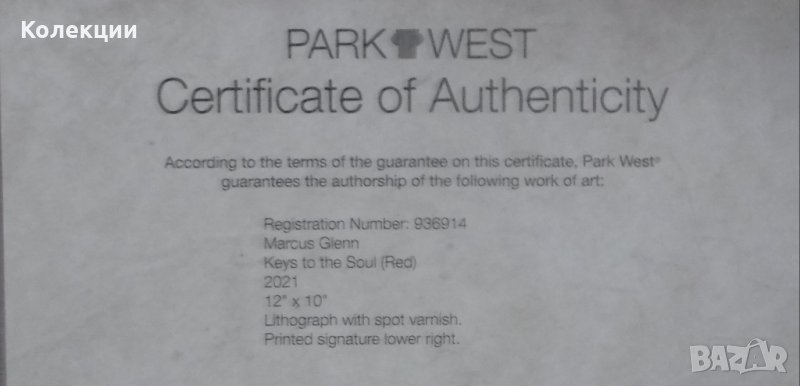 Колекции
PARK WEST
Certificate of Authenticity
According to the terms of the guarantee on this certificate, Park West®
guarantees the authorship of the following work of art:
Registration Number: 936914
Marcus Glenn
Keys to the Soul (Red)
2021
12" x 10"
Lithograph with spot varnish.
Printed signature lower right.
BAZAR